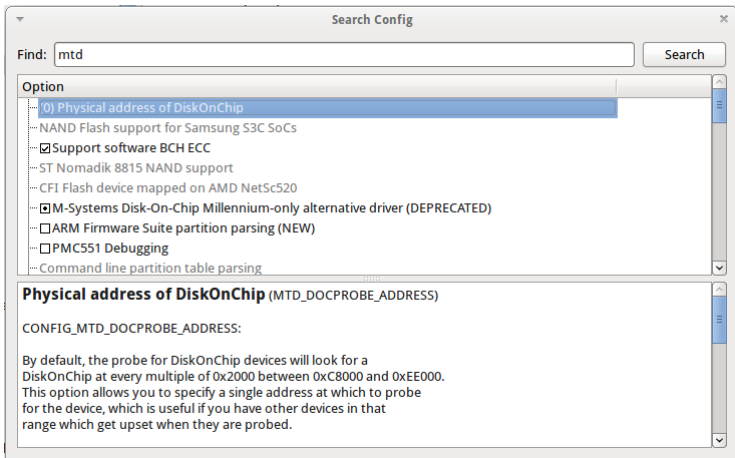 Search Config
Find: mtd Search
Option
(0) Physical address of DiskOnChip
NAND Flash support for Samsung S3C SoCs
Support software BCH ECC
ST Nomadik 8815 NAND support
CFI Flash device mapped on AMD NetSc520
M-Systems Disk-On-Chip Millennium-only alternative driver (DEPRECATED)
ARM Firmware Suite partition parsing (NEW)
PMC551 Debugging
Command line partition table parsing
Physical address of DiskOnChip (MTD_DOCPROBE_ADDRESS)
CONFIG_MTD_DOCPROBE_ADDRESS:
By default, the probe for DiskOnChip devices will look for a
DiskOnChip at every multiple of 0x2000 between 0xC8000 and 0xEE000.
This option allows you to specify a single address at which to probe
for the device, which is useful if you have other devices in that
range which get upset when they are probed.